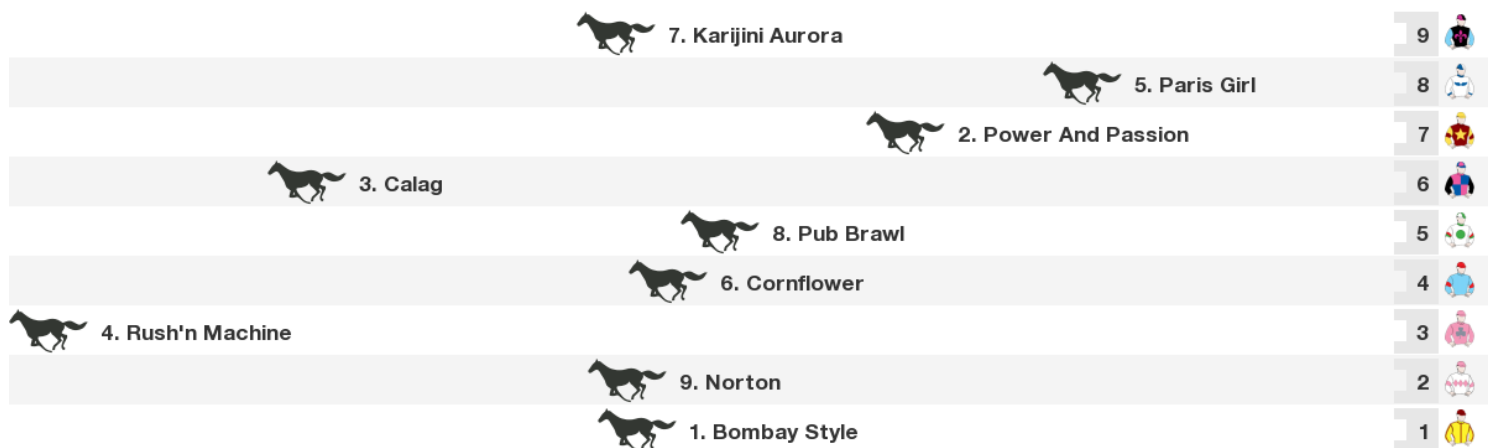 7. Karijini Aurora 9
5. Paris Girl 8
2. Power And Passion 7
3. Calag 6
8. Pub Brawl 5
6. Cornflower 4
4. Rush'n Machine 3
9. Norton 2
1. Bombay Style 1